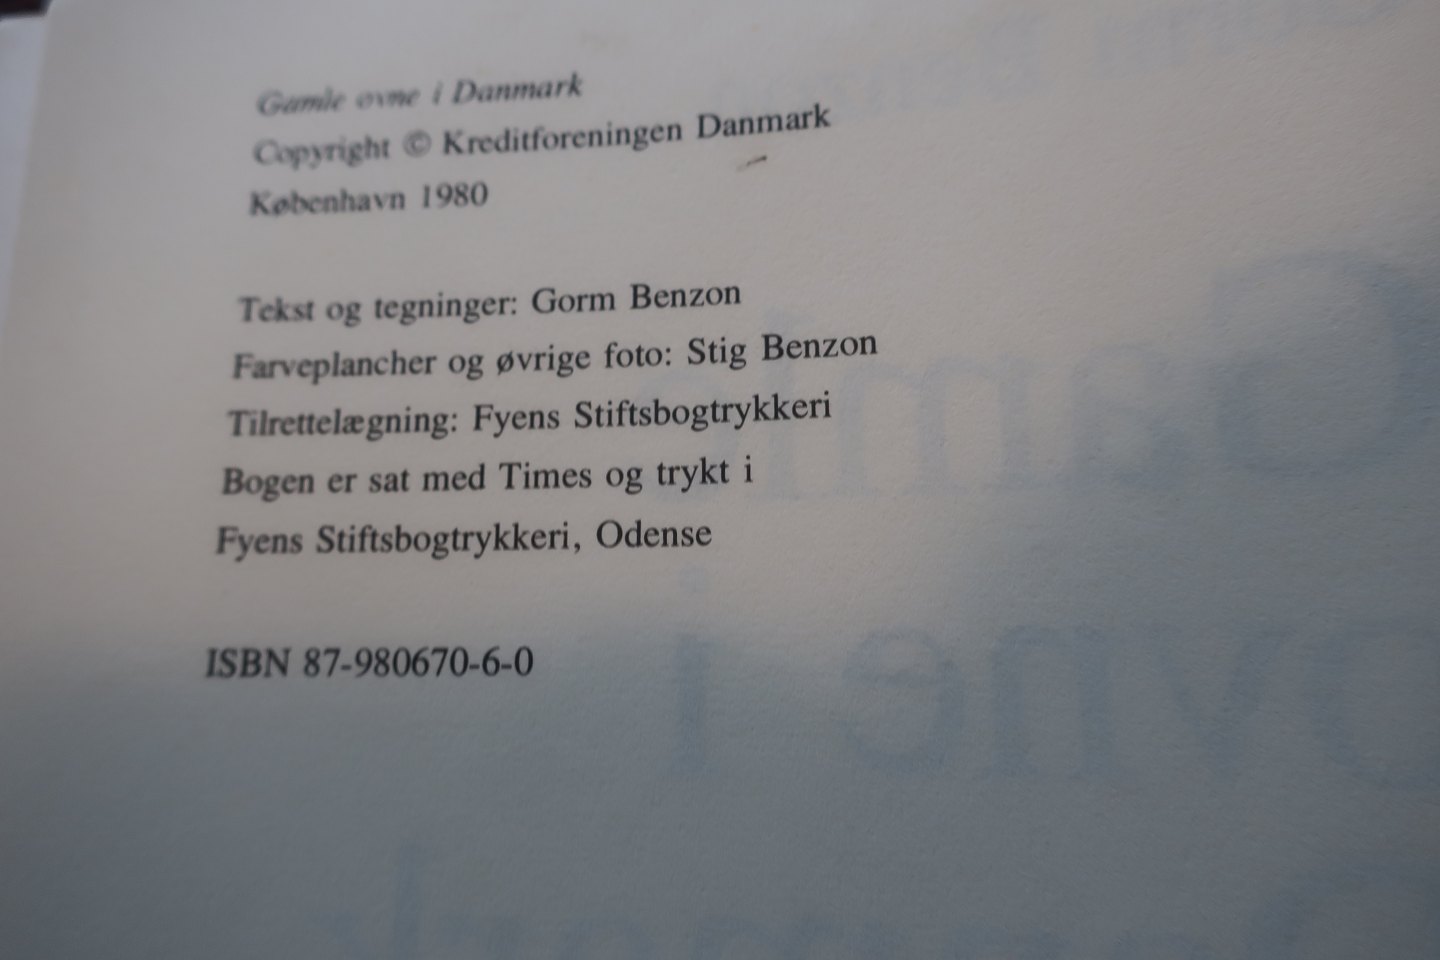 Gamle ovne i Danmark
Copyright © Kreditforeningen Danmark
København 1980
Tekst og tegninger: Gorm Benzon
Farveplancher og øvrige foto: Stig Benzon
Tilrettelægning: Fyens Stiftsbogtrykkeri
Bogen er sat med Times og trykt i
Fyens Stiftsbogtrykkeri, Odense
ISBN 87-980670-6-0